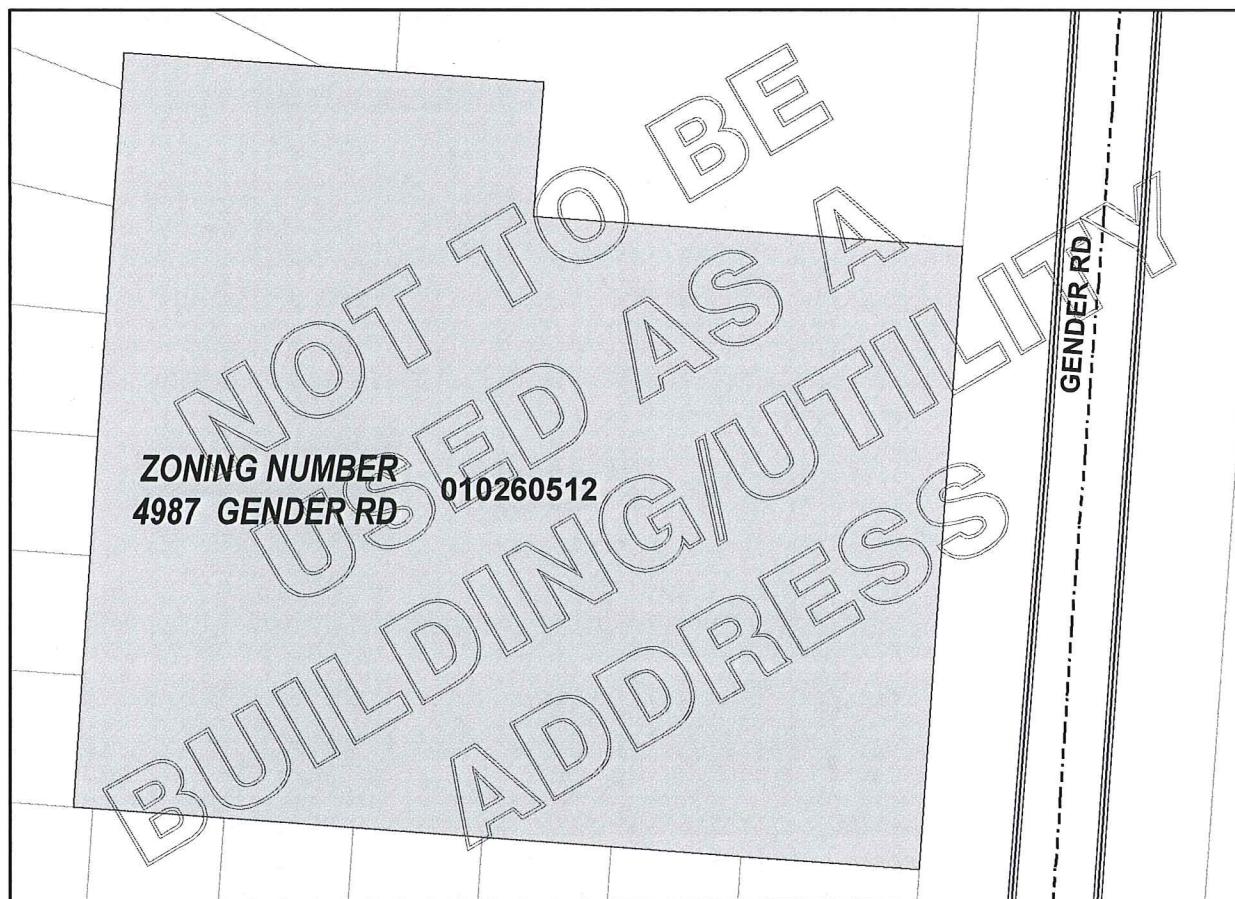 NOT TO BE
USED AS A
BUILDING/UTILITY
ADDRESS
ZONING NUMBER
4987 GENDER RD
010260512
GENDER RD